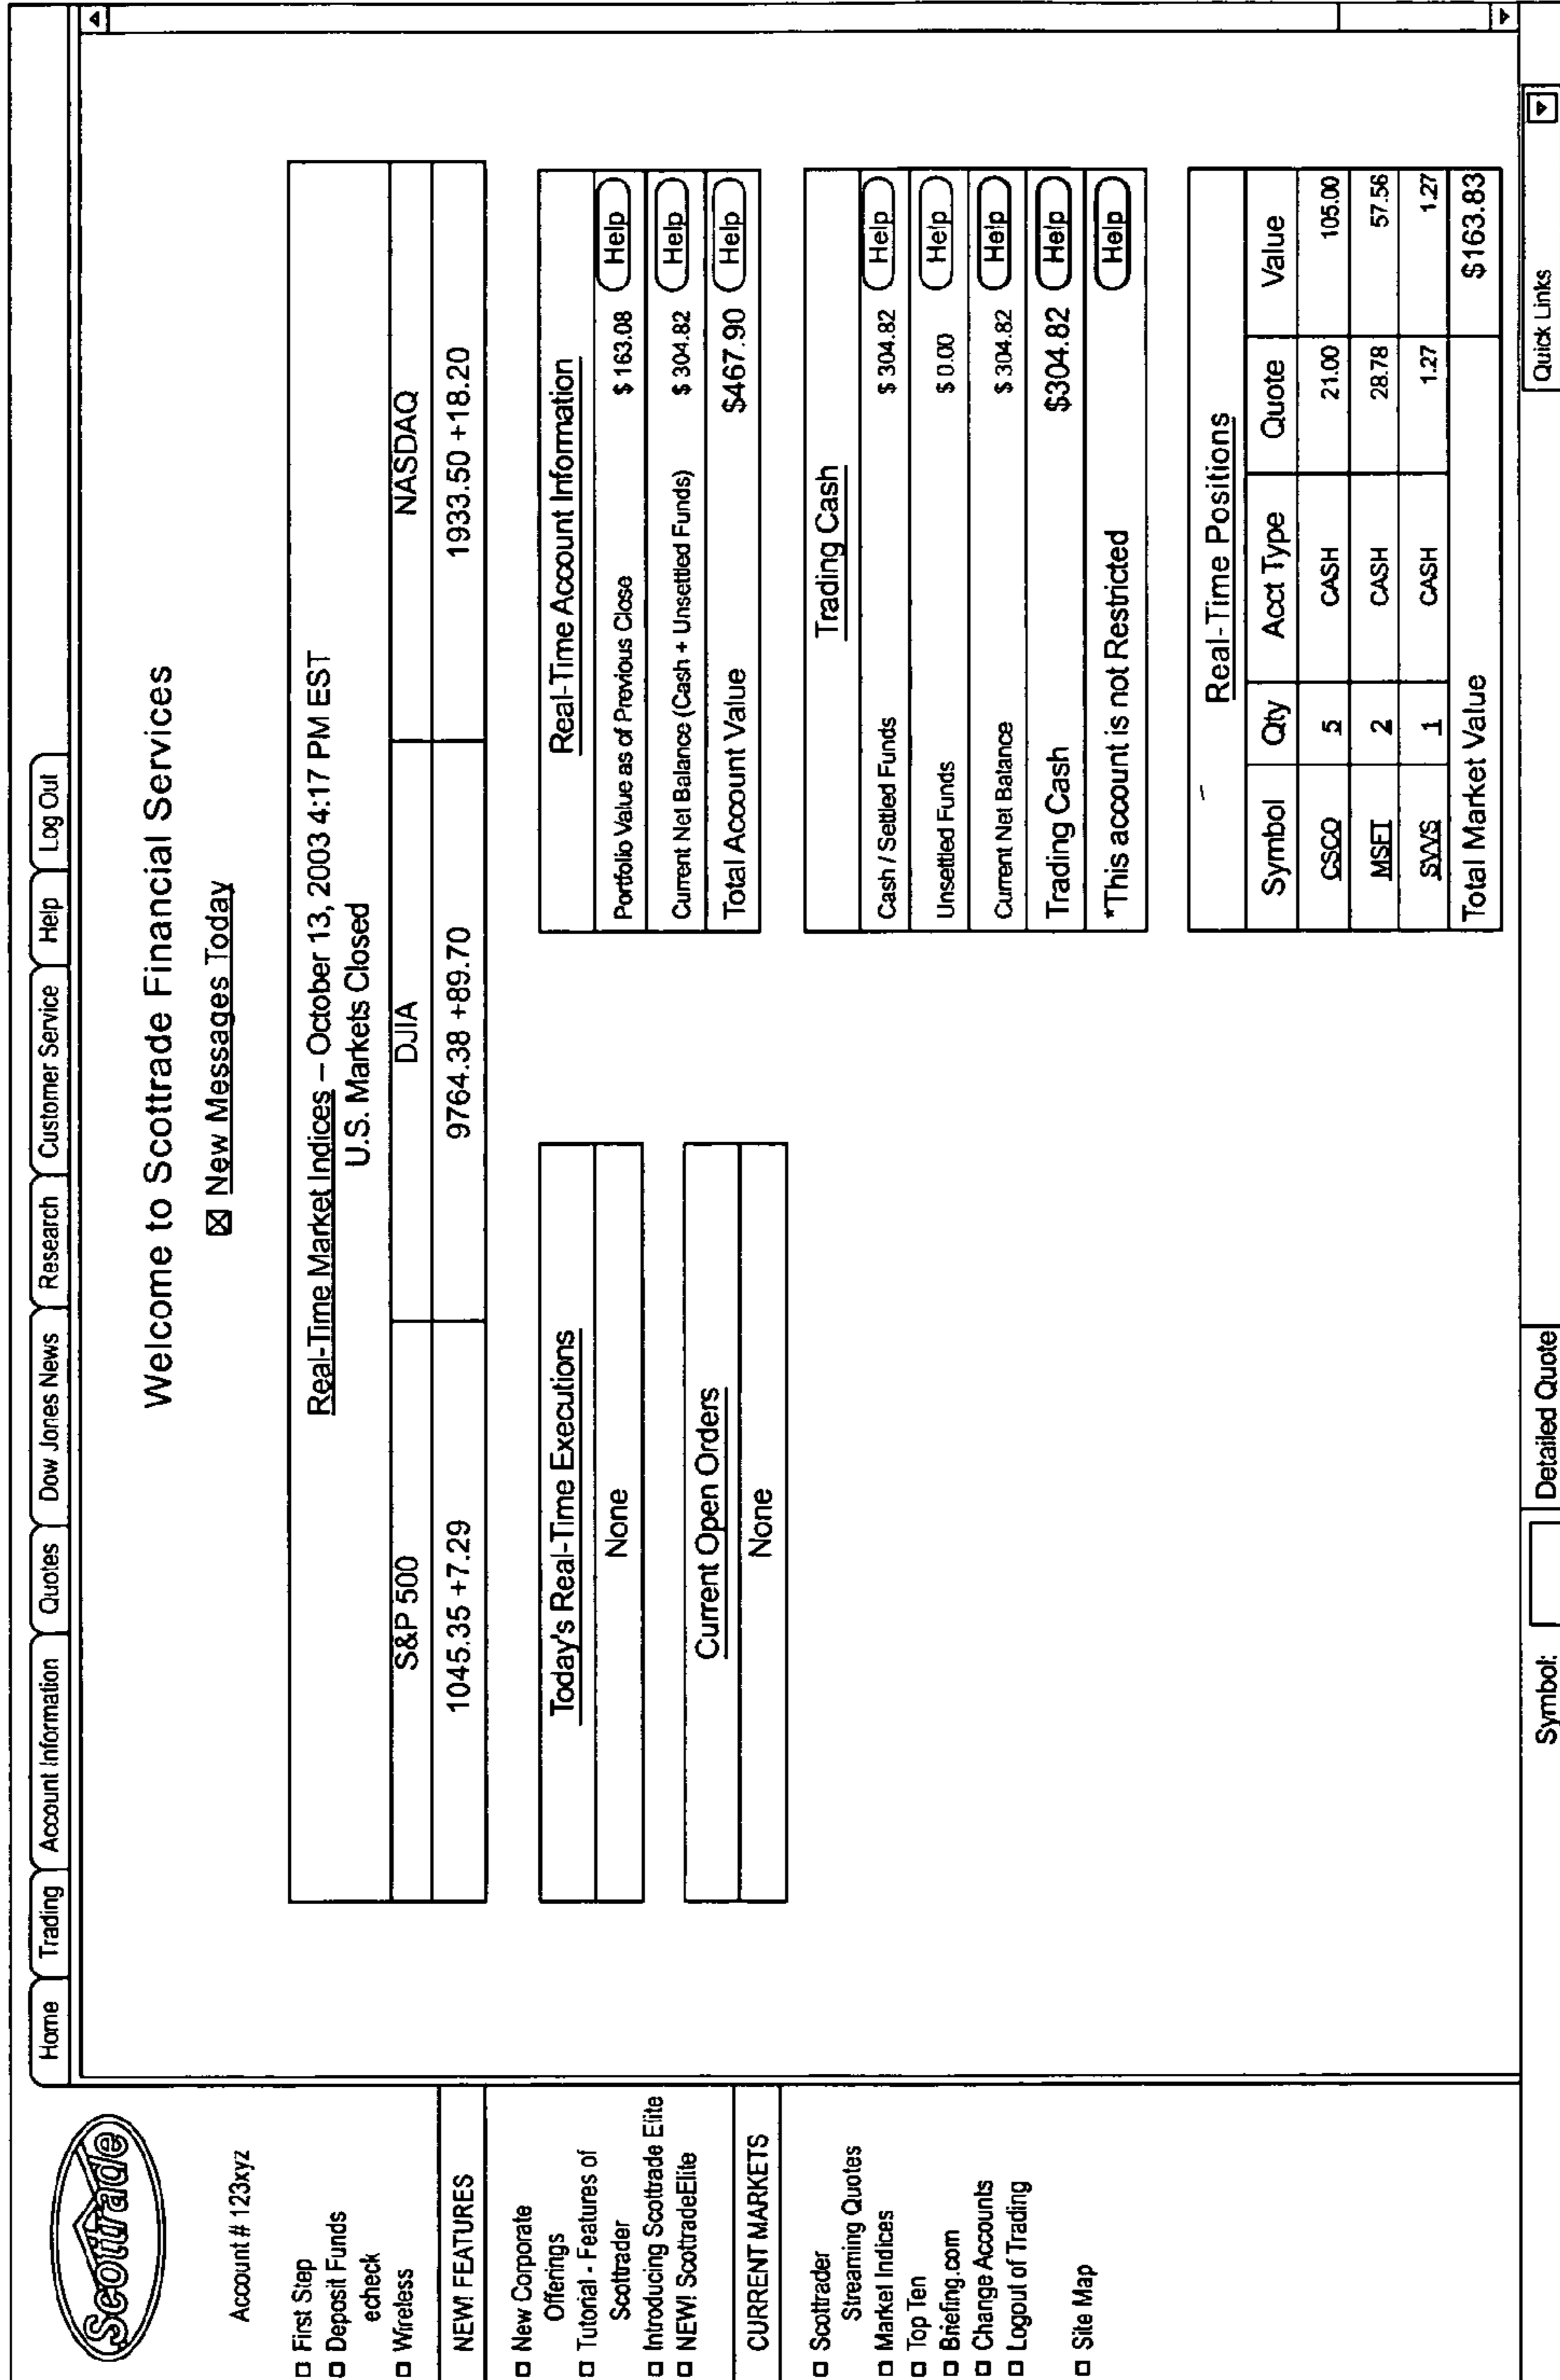 Home Trading Account Information Quotes Dow Jones News Research Customer Service Help Log Out
Scottrade
Account # 123xyz
First Step
Deposit Funds
echeck
Wireless
NEW! FEATURES
New Corporate
Offerings
Tutorial - Features of
Scottrader
Introducing Scottrade Elite
NEW! ScottradeElite
CURRENT MARKETS
Scottrader
Streaming Quotes
Market Indices
Top Ten
Briefing.com
Change Accounts
Logout of Trading
Site Map
Welcome to Scottrade Financial Services
New Messages Today
Real-Time Market Indices – October 13, 2003 4:17 PM EST
U.S. Markets Closed
S&P 500 DJIA NASDAQ
1045.35 +7.29 9764.38 +89.70 1933.50 +18.20
Today's Real-Time Executions
None
Current Open Orders
None
Real-Time Account Information
Portfolio Value as of Previous Close $ 163.08 Help
Current Net Balance (Cash + Unsettled Funds) $ 304.82 Help
Total Account Value $467.90 Help
Trading Cash
Cash / Settled Funds $ 304.82 Help
Unsettled Funds $ 0.00 Help
Current Net Balance $ 304.82 Help
Trading Cash $304.82 Help
*This account is not Restricted Help
Real-Time Positions
Symbol Qty Acct Type Quote Value
CSCO 5 CASH 21.00 105.00
MSFT 2 CASH 28.78 57.56
SVVS 1 CASH 1.27 1.27
Total Market Value $163.83
Symbol: Detailed Quote Quick Links